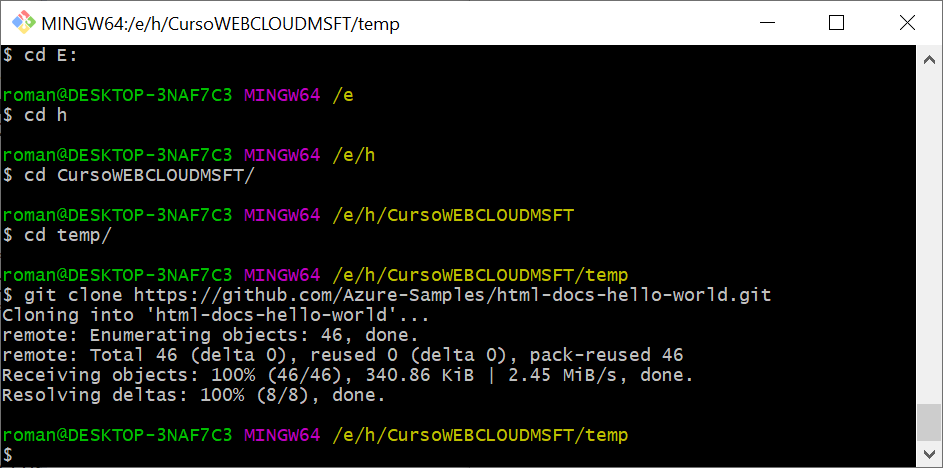 MINGW64:/e/h/CursoWEBCLOUDMSFT/temp
$ cd E:
roman@DESKTOP-3NAF7C3 MINGW64 /e
$ cd h
roman@DESKTOP-3NAF7C3 MINGW64 /e/h
$ cd CursoWEBCLOUDMSFT/
roman@DESKTOP-3NAF7C3 MINGW64 /e/h/CursoWEBCLOUDMSFT
$ cd temp/
roman@DESKTOP-3NAF7C3 MINGW64 /e/h/CursoWEBCLOUDMSFT/temp
$ git clone https://github.com/Azure-Samples/html-docs-hello-world.git
Cloning into 'html-docs-hello-world'...
remote: Enumerating objects: 46, done.
remote: Total 46 (delta 0), reused 0 (delta 0), pack-reused 46
Receiving objects: 100% (46/46), 340.86 KiB | 2.45 MiB/s, done.
Resolving deltas: 100% (8/8), done.
roman@DESKTOP-3NAF7C3 MINGW64 /e/h/CursoWEBCLOUDMSFT/temp
$